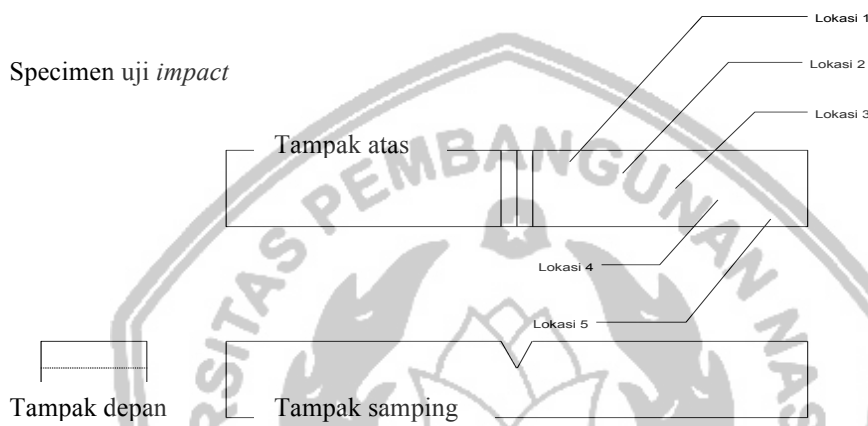 Lokasi 1
Specimen uji impact
Lokasi 2
Lokasi 3
Tampak atas
Lokasi 4
Lokasi 5
Tampak depan
Tampak samping